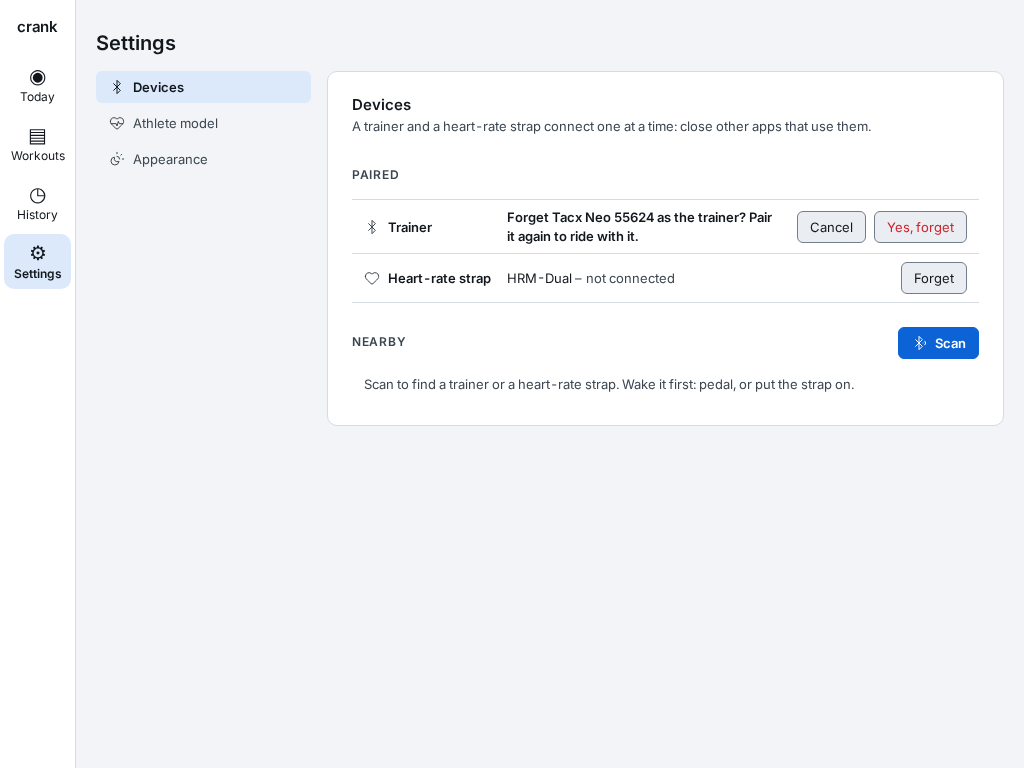 crank
Today
Workouts
History
Settings
Settings
Devices
Athlete model
Appearance
Devices
A trainer and a heart-rate strap connect one at a time: close other apps that use them.
PAIRED
Trainer
Forget Tacx Neo 55624 as the trainer? Pair
it again to ride with it.
Cancel
Yes, forget
Heart-rate strap
HRM-Dual – not connected
Forget
NEARBY
Scan
Scan to find a trainer or a heart-rate strap. Wake it first: pedal, or put the strap on.